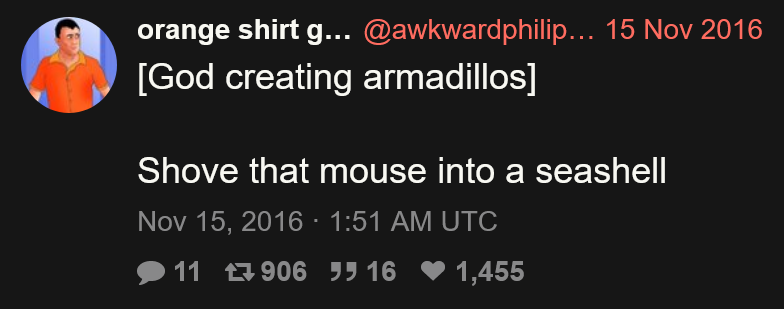 orange shirt g... @awkwardphilip... 15 Nov 2016
[God creating armadillos]
Shove that mouse into a seashell
Nov 15, 2016 · 1:51 AM UTC
11 906 16 1,455